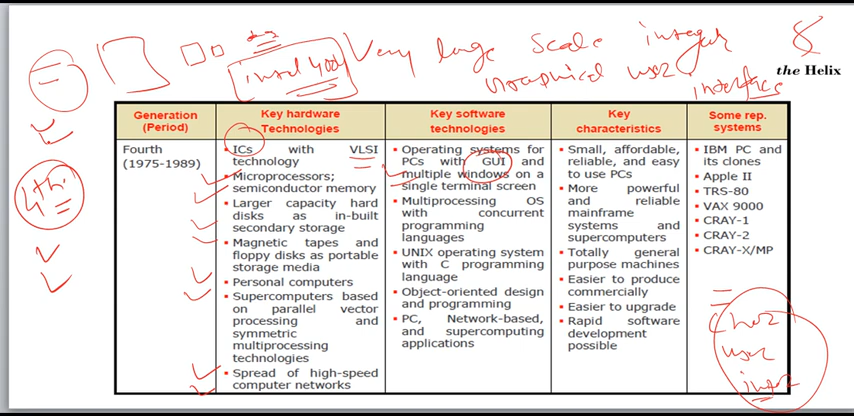 Very large scale integer
intel 4004
Graphical user
interfaces
the Helix
Generation (Period)
Key hardware Technologies
Key software technologies
Key characteristics
Some rep. systems
Fourth (1975-1989)
• ICs with VLSI technology
• Microprocessors; semiconductor memory
• Larger capacity hard disks as in-built secondary storage
• Magnetic tapes and floppy disks as portable storage media
• Personal computers
• Supercomputers based on parallel vector processing and symmetric multiprocessing technologies
• Spread of high-speed computer networks
• Operating systems for PCs with GUI and multiple windows on a single terminal screen
• Multiprocessing OS with concurrent programming languages
• UNIX operating system with C programming language
• Object-oriented design and programming
• PC, Network-based, and supercomputing applications
• Small, affordable, reliable, and easy to use PCs
• More powerful and reliable mainframe systems and supercomputers
• Totally general purpose machines
• Easier to produce commercially
• Easier to upgrade
• Rapid software development possible
• IBM PC and its clones
• Apple II
• TRS-80
• VAX 9000
• CRAY-1
• CRAY-2
• CRAY-X/MP
4th
user